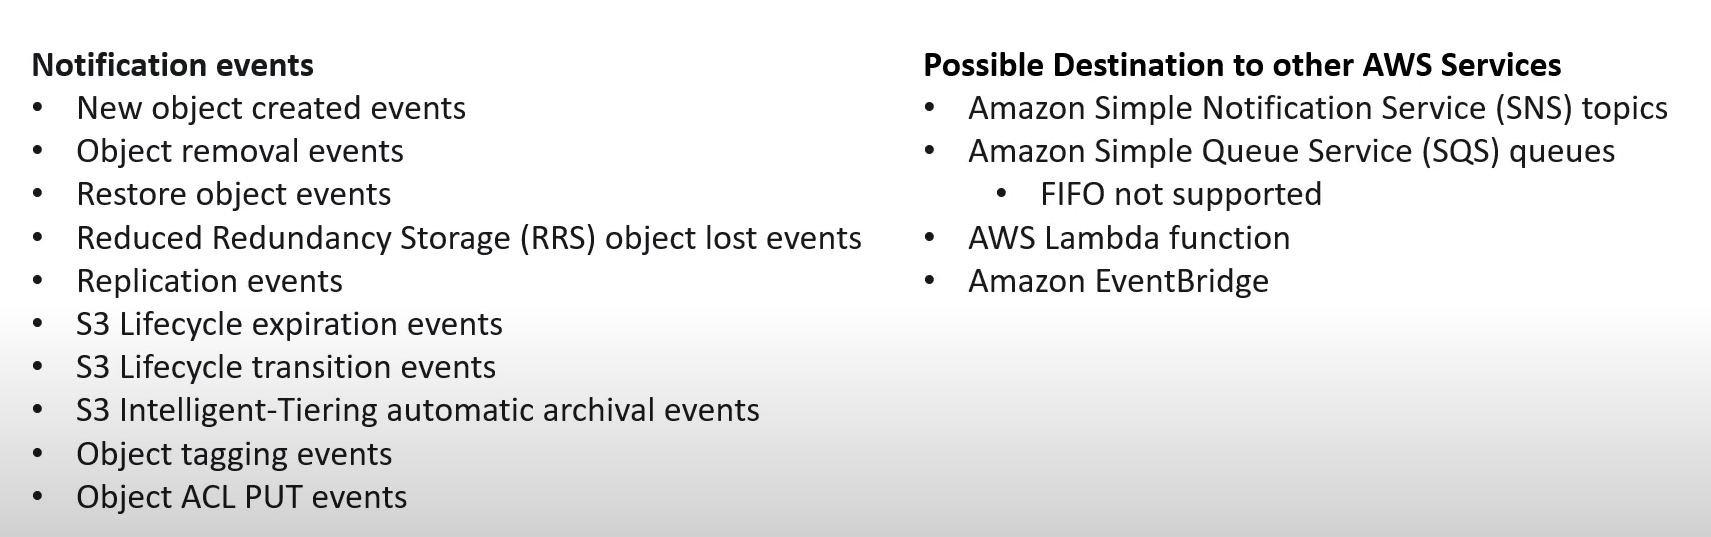 Notification events
• New object created events
• Object removal events
• Restore object events
• Reduced Redundancy Storage (RRS) object lost events
• Replication events
• S3 Lifecycle expiration events
• S3 Lifecycle transition events
• S3 Intelligent-Tiering automatic archival events
• Object tagging events
• Object ACL PUT events
Possible Destination to other AWS Services
• Amazon Simple Notification Service (SNS) topics
• Amazon Simple Queue Service (SQS) queues
• FIFO not supported
• AWS Lambda function
• Amazon EventBridge